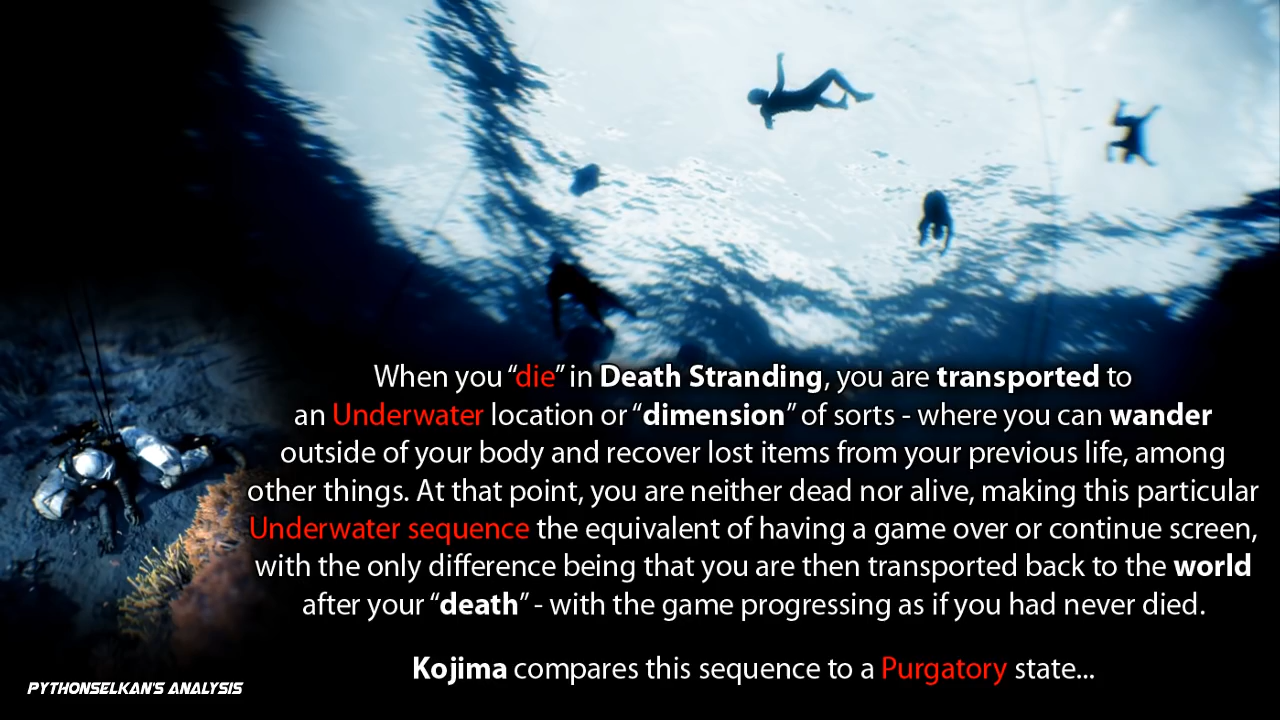 When you “die” in Death Stranding, you are transported to
an Underwater location or “dimension” of sorts - where you can wander
outside of your body and recover lost items from your previous life, among
other things. At that point, you are neither dead nor alive, making this particular
Underwater sequence the equivalent of having a game over or continue screen,
with the only difference being that you are then transported back to the world
after your “death” - with the game progressing as if you had never died.
Kojima compares this sequence to a Purgatory state...
PYTHONSELKAN'S ANALYSIS